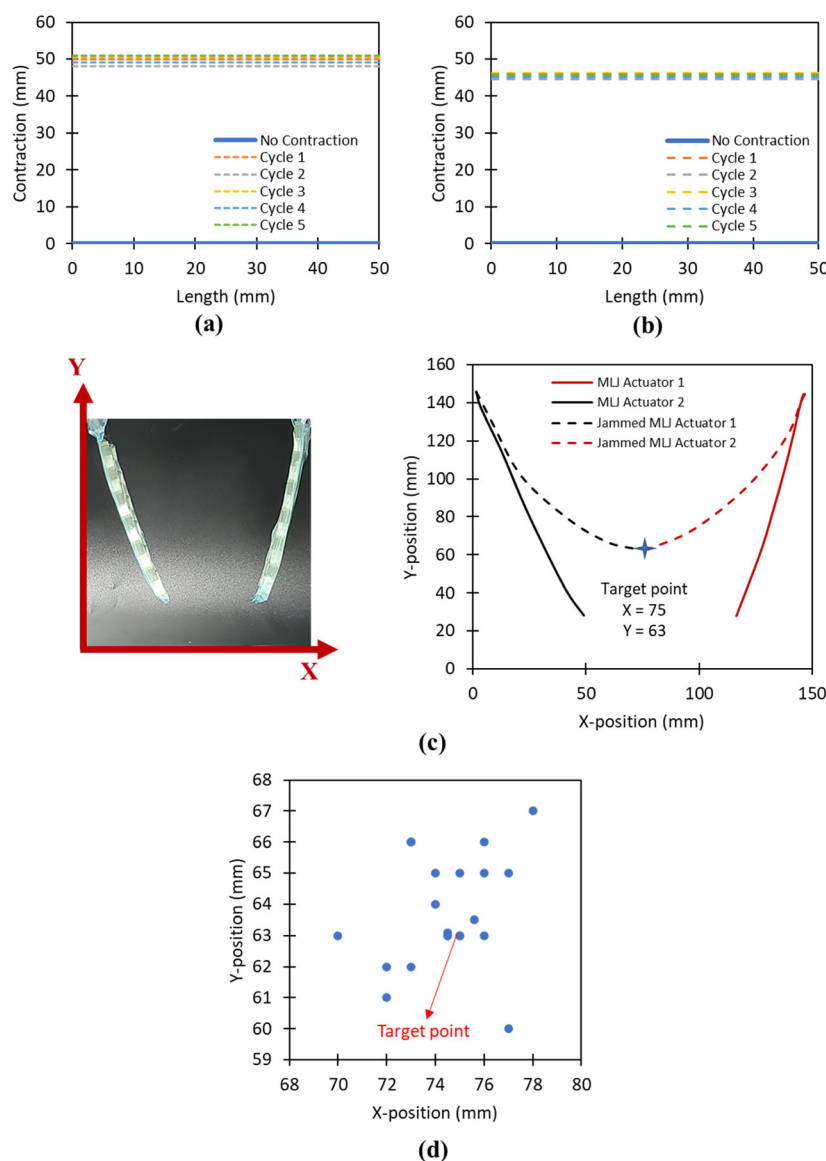 60
50
40
30
20
10
0
Contraction (mm)
No Contraction
Cycle 1
Cycle 2
Cycle 3
Cycle 4
Cycle 5
0 10 20 30 40 50
Length (mm)
(a)
60
50
40
30
20
10
0
Contraction (mm)
No Contraction
Cycle 1
Cycle 2
Cycle 3
Cycle 4
Cycle 5
0 10 20 30 40 50
Length (mm)
(b)
Y
X
160
140
120
100
80
60
40
20
0
Y-position (mm)
MLJ Actuator 1
MLJ Actuator 2
Jammed MLJ Actuator 1
Jammed MLJ Actuator 2
Target point
X = 75
Y = 63
0 50 100 150
X-position (mm)
(c)
68
67
66
65
64
63
62
61
60
59
Y-position (mm)
Target point
68 70 72 74 76 78 80
X-position (mm)
(d)